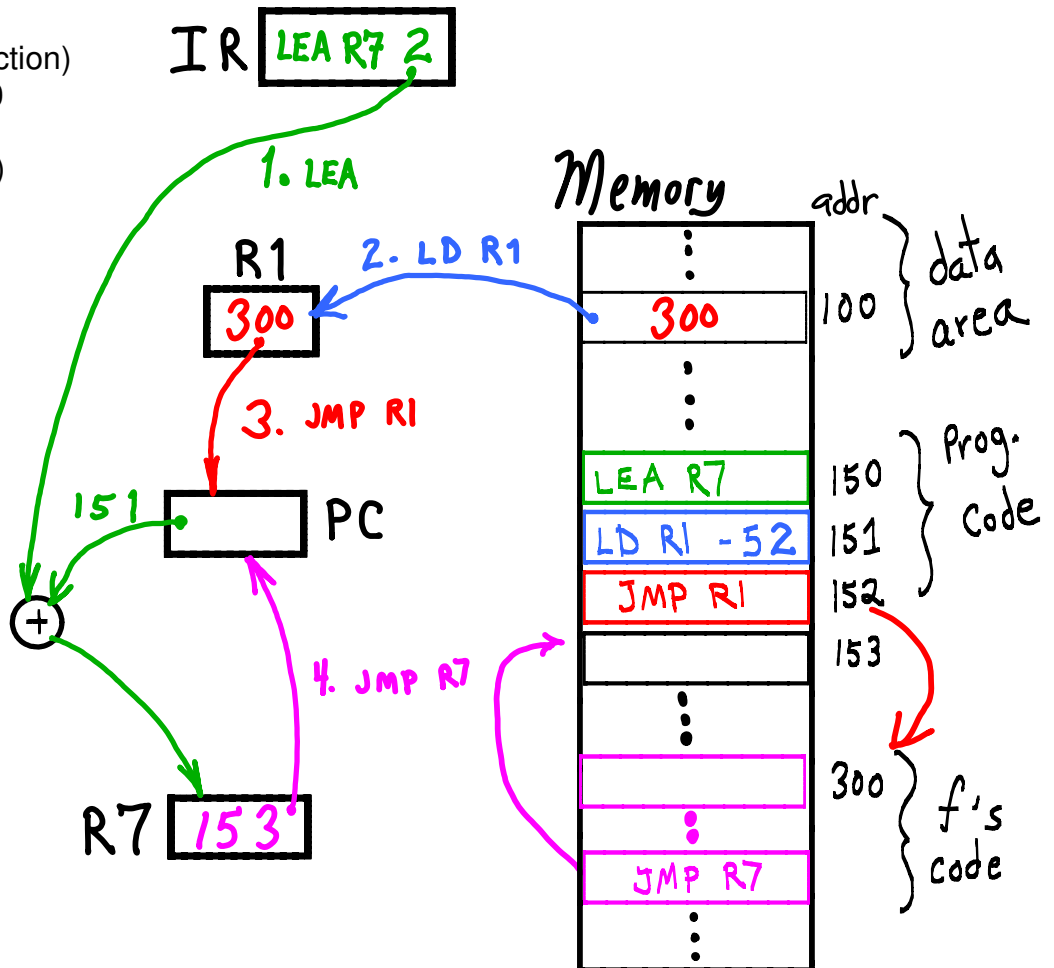 ction)
)
)
IR
LEA R7 2
1. LEA
R1
300
2. LD R1
3. JMP R1
151
PC
+
4. JMP R7
R7
153
Memory
addr
300
100
data
area
LEA R7
150
LD R1 -52
151
JMP R1
152
153
Prog.
Code
300
JMP R7
f's
code